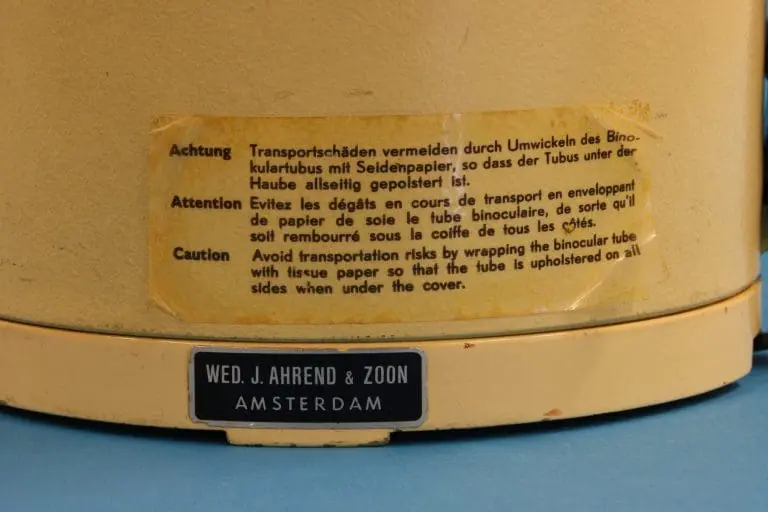 Achtung Transportschäden vermeiden durch Umwickeln des Bino-
kulartubus mit Seidenpapier, so dass der Tubus unter der
Haube allseitig gepolstert ist.
Attention Evitez les dégâts en cours de transport en enveloppant
de papier de soie le tube binoculaire, de sorte qu'il
soit rembourré sous la coiffe de tous les côtés.
Caution Avoid transportation risks by wrapping the binocular tube
with tissue paper so that the tube is upholstered on all
sides when under the cover.
WED. J. AHREND & ZOON
AMSTERDAM